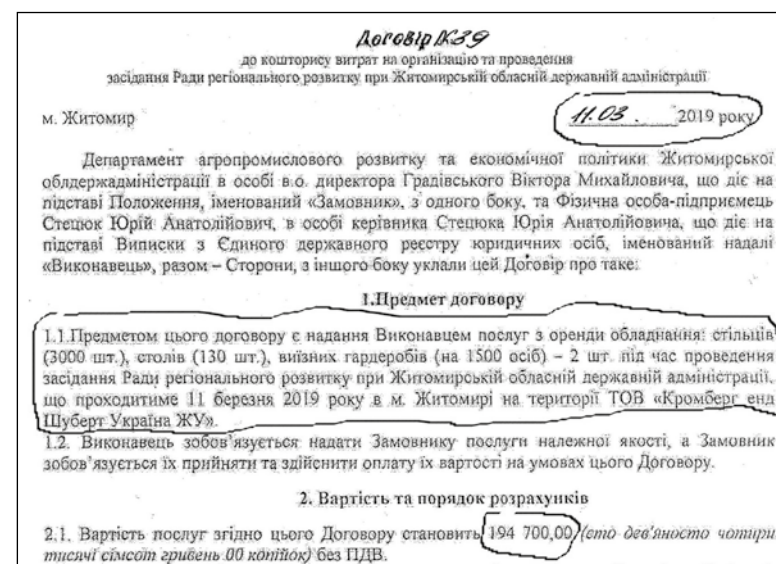 Договір №39
до кошторису витрат на організацію та проведення
засідання Ради регіонального розвитку при Житомирській обласній державній адміністрації
м. Житомир 11.03. 2019 року
Департамент агропромислового розвитку та економічної політики Житомирської
облдержадміністрації в особі в.о. директора Градівського Віктора Михайловича, що діє на
підставі Положення, іменований «Замовник», з одного боку, та Фізична особа-підприємець
Стецюк Юрій Анатолійович, в особі керівника Стецюка Юрія Анатолійовича, що діє на
підставі Виписки з Єдиного державного реєстру юридичних осіб, іменований надалі
«Виконавець», разом – Сторони, з іншого боку уклали цей Договір про таке:
1.Предмет договору
1.1.Предметом цього договору є надання Виконавцем послуг з оренди обладнання: стільців
(3000 шт.), столів (130 шт.), виїзних гардеробів (на 1500 осіб) – 2 шт. під час проведення
засідання Ради регіонального розвитку при Житомирській обласній державній адміністрації,
що проходитиме 11 березня 2019 року в м. Житомирі на території ТОВ «Кромберг енд
Шуберт Україна ЖУ».
1.2. Виконавець зобов'язується надати Замовнику послуги належної якості, а Замовник
зобов'язується їх прийняти та здійснити оплату їх вартості на умовах цього Договору.
2. Вартість та порядок розрахунків
2.1. Вартість послуг згідно цього Договору становить 194 700,00 (сто дев'яносто чотири
тисячі сімсот гривень 00 копійок) без ПДВ.